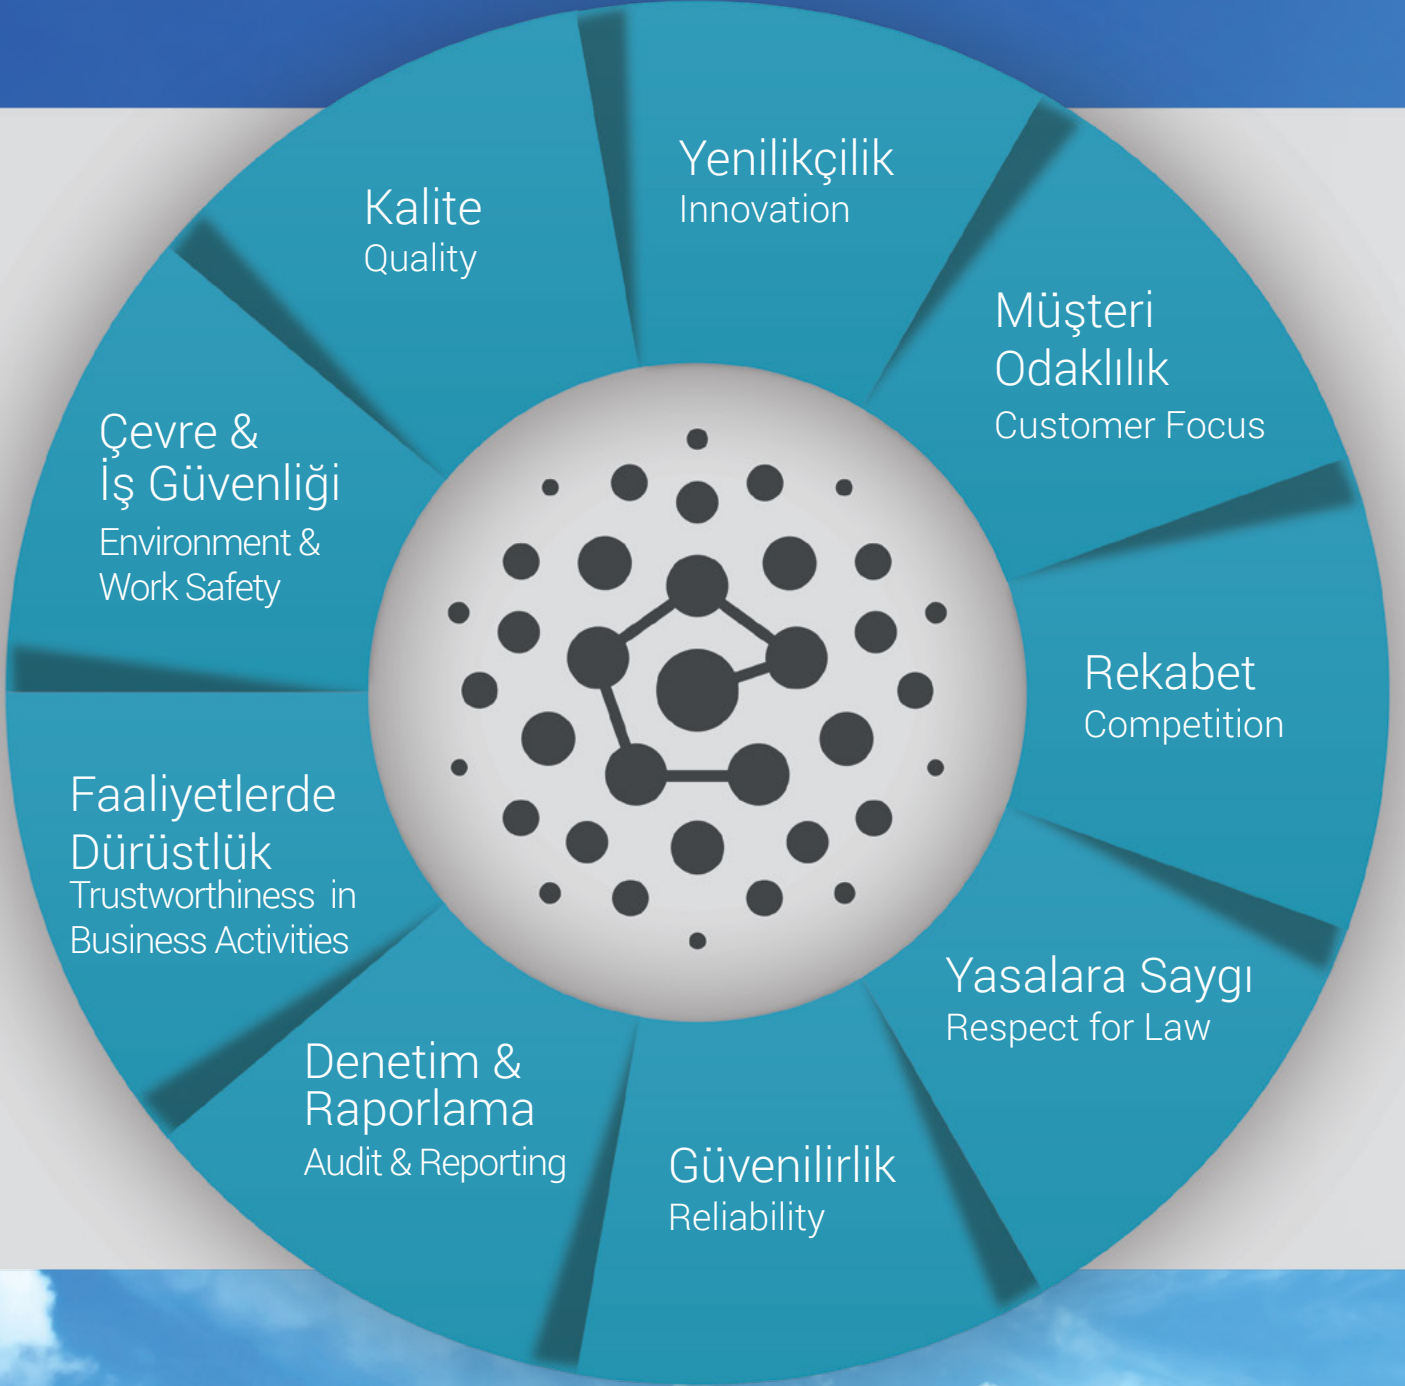 Yenilikçilik
Innovation
Müşteri
Odaklılık
Customer Focus
Rekabet
Competition
Yasalara Saygı
Respect for Law
Güvenilirlik
Reliability
Denetim &
Raporlama
Audit & Reporting
Faaliyetlerde
Dürüstlük
Trustworthiness in
Business Activities
Çevre &
İş Güvenliği
Environment &
Work Safety
Kalite
Quality